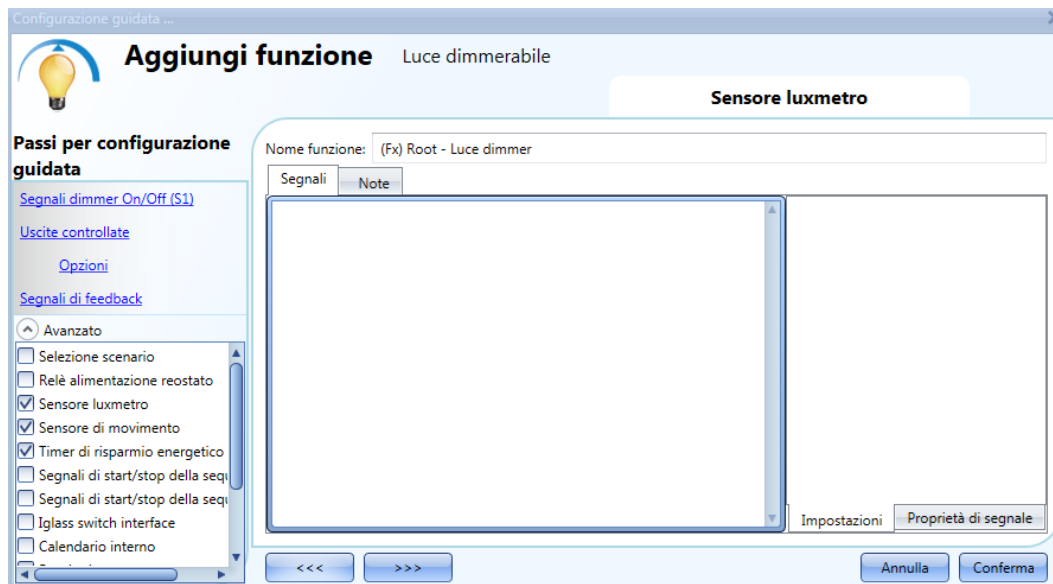 Configurazione guidata ...
Aggiungi funzione Luce dimmerabile
Sensore luxmetro
Passi per configurazione
guidata
Segnali dimmer On/Off (S1)
Uscite controllate
Opzioni
Segnali di feedback
Avanzato
Selezione scenario
Relè alimentazione reostato
Sensore luxmetro
Sensore di movimento
Timer di risparmio energetico
Segnali di start/stop della sequ
Segnali di start/stop della sequ
Iglass switch interface
Calendario interno
Nome funzione: (Fx) Root - Luce dimmer
Segnali Note
Impostazioni Proprietà di segnale
<<< >>> Annulla Conferma